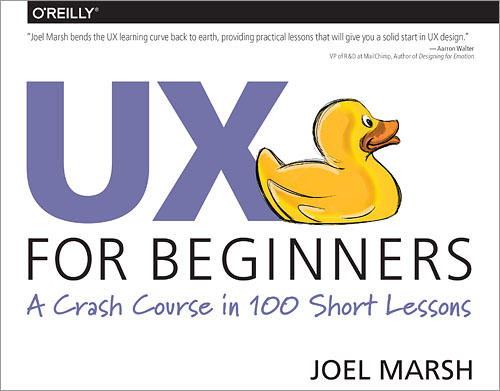 O'REILLY®
“Joel Marsh bends the UX learning curve back to earth, providing practical lessons that will give you a solid start in UX design.”
—Aarron Walter
VP of R&D at MailChimp, Author of Designing for Emotion
UX
FOR BEGINNERS
A Crash Course in 100 Short Lessons
JOEL MARSH